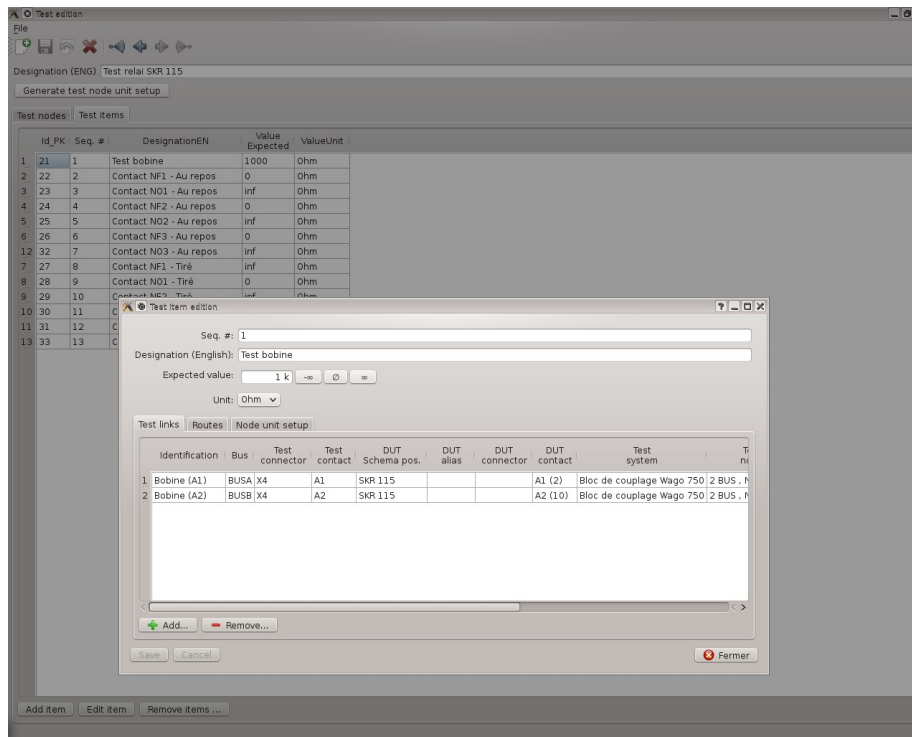 Test edition
File
Designation (ENG) Test relai SKR 115
Generate test node unit setup
Test nodes Test items
Id_PK Seq. # DesignationEN Value Expected ValueUnit
1 21 1 Test bobine 1000 Ohm
2 22 2 Contact NF1 - Au repos 0 Ohm
3 23 3 Contact NO1 - Au repos inf Ohm
4 24 4 Contact NF2 - Au repos 0 Ohm
5 25 5 Contact NO2 - Au repos inf Ohm
6 26 6 Contact NF3 - Au repos 0 Ohm
12 32 7 Contact NO3 - Au repos inf Ohm
7 27 8 Contact NF1 - Tiré inf Ohm
8 28 9 Contact NO1 - Tiré 0 Ohm
9 29 10 Contact NF2 - Tiré inf Ohm
10 30 11 C
11 31 12 C
13 33 13 C
Test item edition
Seq. #: 1
Designation (English): Test bobine
Expected value: 1 k -∞ ∅ ∞
Unit: Ohm
Test links Routes Node unit setup
Identification Bus Test connector Test contact DUT Schema pos. DUT alias DUT connector DUT contact Test system
1 Bobine (A1) BUSA X4 A1 SKR 115 A1 (2) Bloc de couplage Wago 750 2 BUS , N
2 Bobine (A2) BUSB X4 A2 SKR 115 A2 (10) Bloc de couplage Wago 750 2 BUS , N
Add... Remove...
Save Cancel Fermer
Add item Edit item Remove items ...